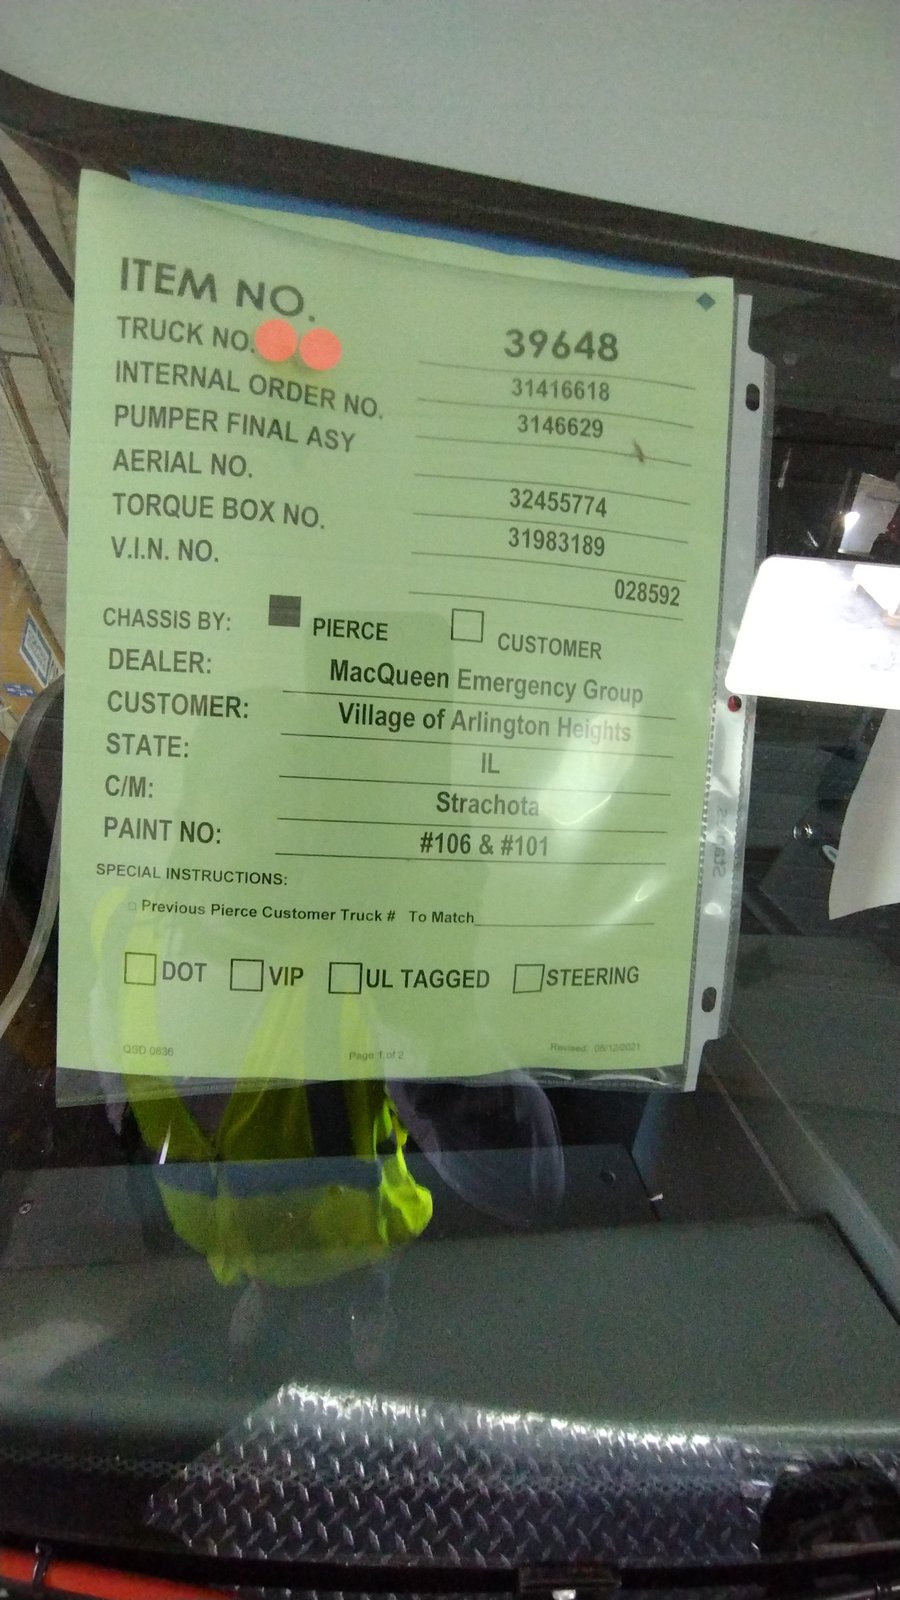 ITEM NO. 39648
TRUCK NO. 31416618
INTERNAL ORDER NO. 3146629
PUMPER FINAL ASY
AERIAL NO. 32455774
TORQUE BOX NO. 31983189
V.I.N. NO. 028592
CHASSIS BY: PIERCE CUSTOMER
DEALER: MacQueen Emergency Group
CUSTOMER: Village of Arlington Heights
STATE: IL
C/M: Strachota
PAINT NO: #106 & #101
SPECIAL INSTRUCTIONS:
Previous Pierce Customer Truck # To Match
DOT VIP UL TAGGED STEERING
QSD 0836 Page 1 of 2 Revised: 05/12/2021